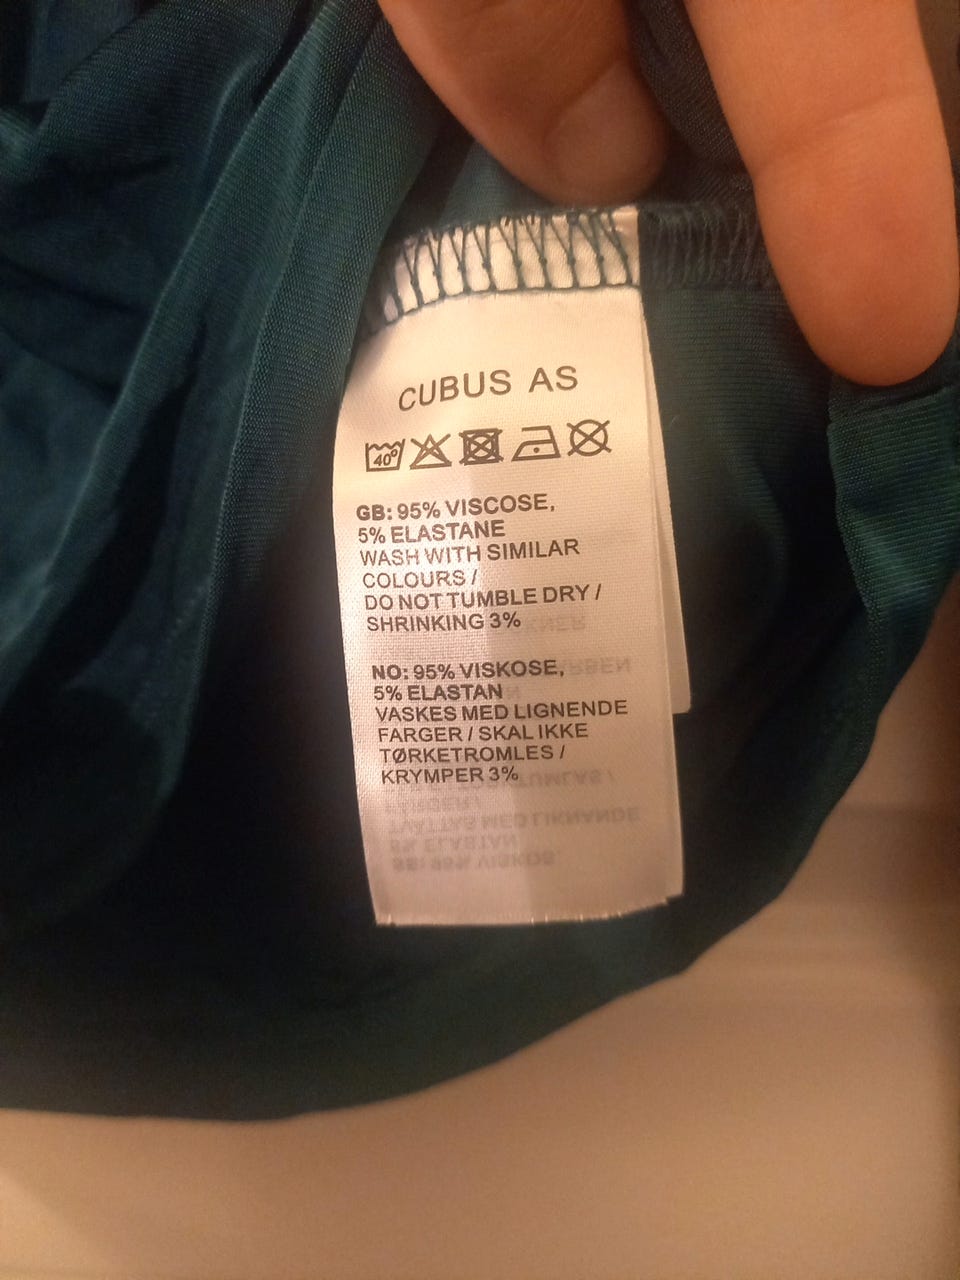 CUBUS AS
40°
GB: 95% VISCOSE,
5% ELASTANE
WASH WITH SIMILAR
COLOURS /
DO NOT TUMBLE DRY /
SHRINKING 3%
NO: 95% VISKOSE,
5% ELASTAN
VASKES MED LIGNENDE
FARGER / SKAL IKKE
TØRKETROMLES /
KRYMPER 3%